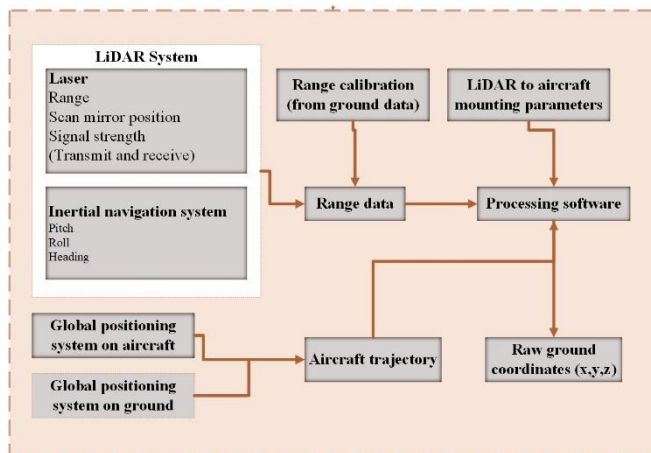 LiDAR System
Laser
Range
Scan mirror position
Signal strength
(Transmit and receive)
Inertial navigation system
Pitch
Roll
Heading
Range calibration
(from ground data)
LiDAR to aircraft
mounting parameters
Range data
Processing software
Global positioning
system on aircraft
Global positioning
system on ground
Aircraft trajectory
Raw ground
coordinates (x,y,z)